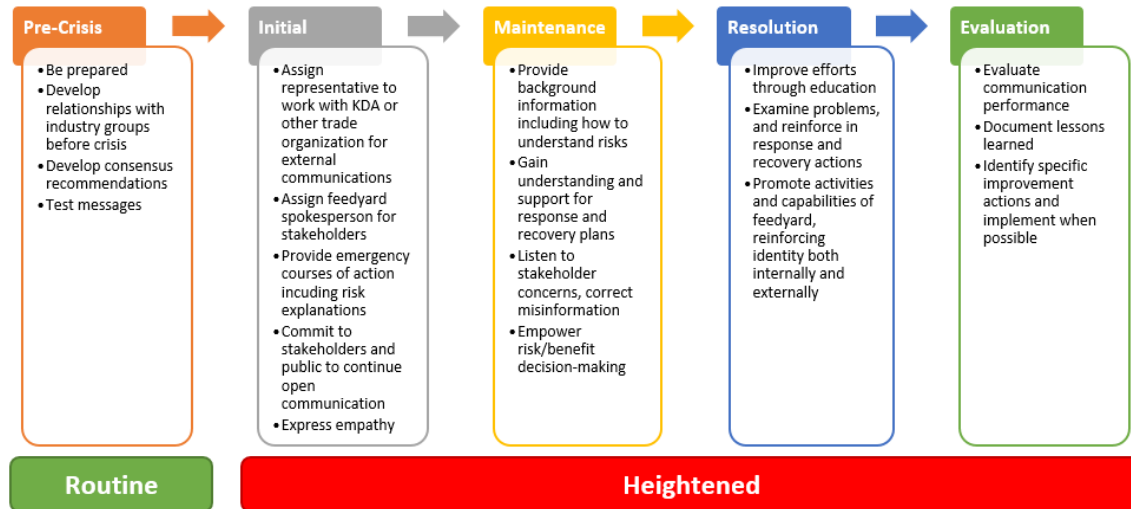 Pre-Crisis
• Be prepared
• Develop
relationships with
industry groups
before crisis
• Develop consensus
recommendations
• Test messages
Initial
• Assign
representative to
work with KDA or
other trade
organization for
external
communications
• Assign feedyard
spokesperson for
stakeholders
• Provide emergency
courses of action
incuding risk
explanations
• Commit to
stakeholders and
public to continue
open
communication
• Express empathy
Maintenance
• Provide
background
information
including how to
understand risks
• Gain
understanding and
support for
response and
recovery plans
• Listen to
stakeholder
concerns, correct
misinformation
• Empower
risk/benefit
decision-making
Resolution
• Improve efforts
through education
• Examine problems,
and reinforce in
response and
recovery actions
• Promote activities
and capabilities of
feedyard,
reinforcing
identity both
internally and
externally
Evaluation
• Evaluate
communication
performance
• Document lessons
learned
• Identify specific
improvement
actions and
implement when
possible
Routine
Heightened